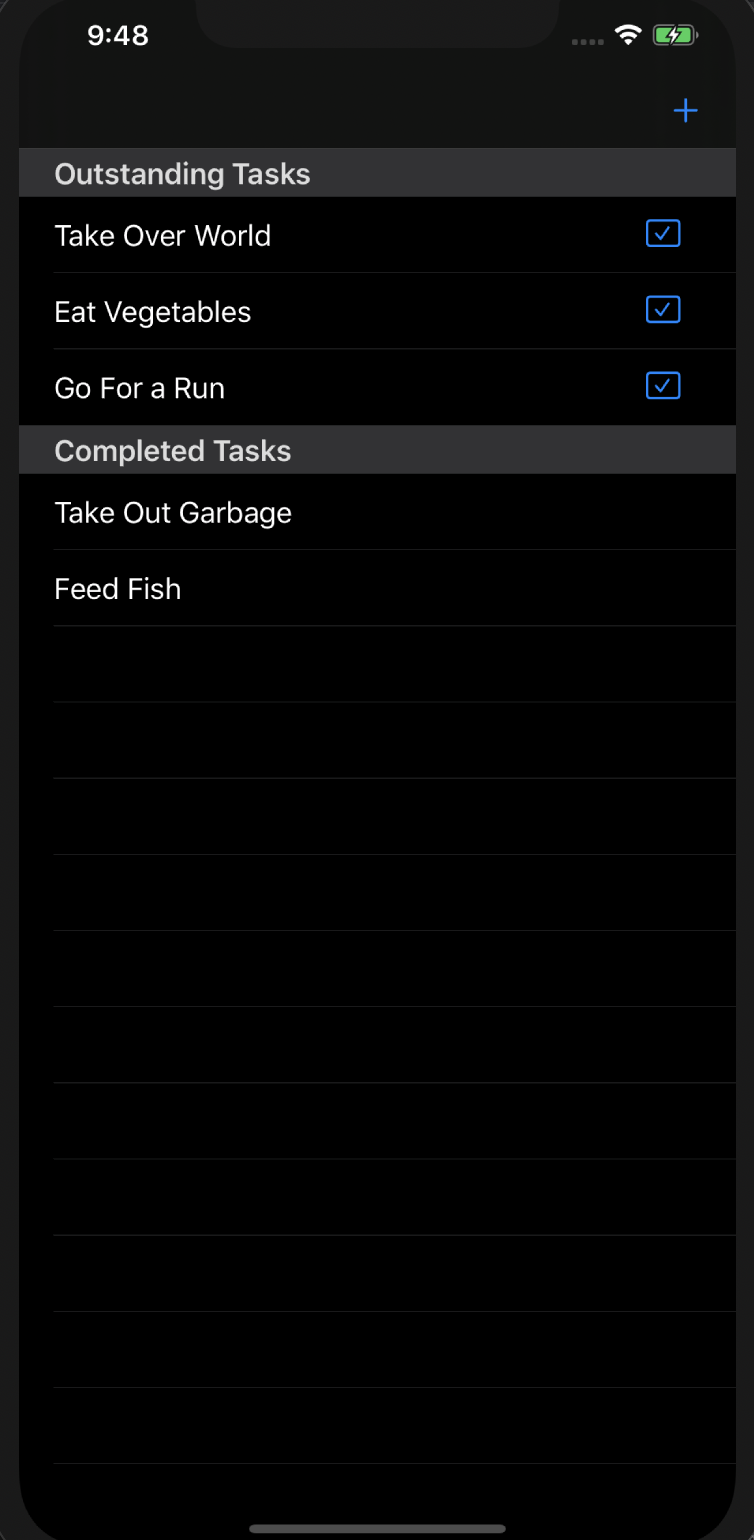 9:48
Outstanding Tasks
Take Over World
Eat Vegetables
Go For a Run
Completed Tasks
Take Out Garbage
Feed Fish